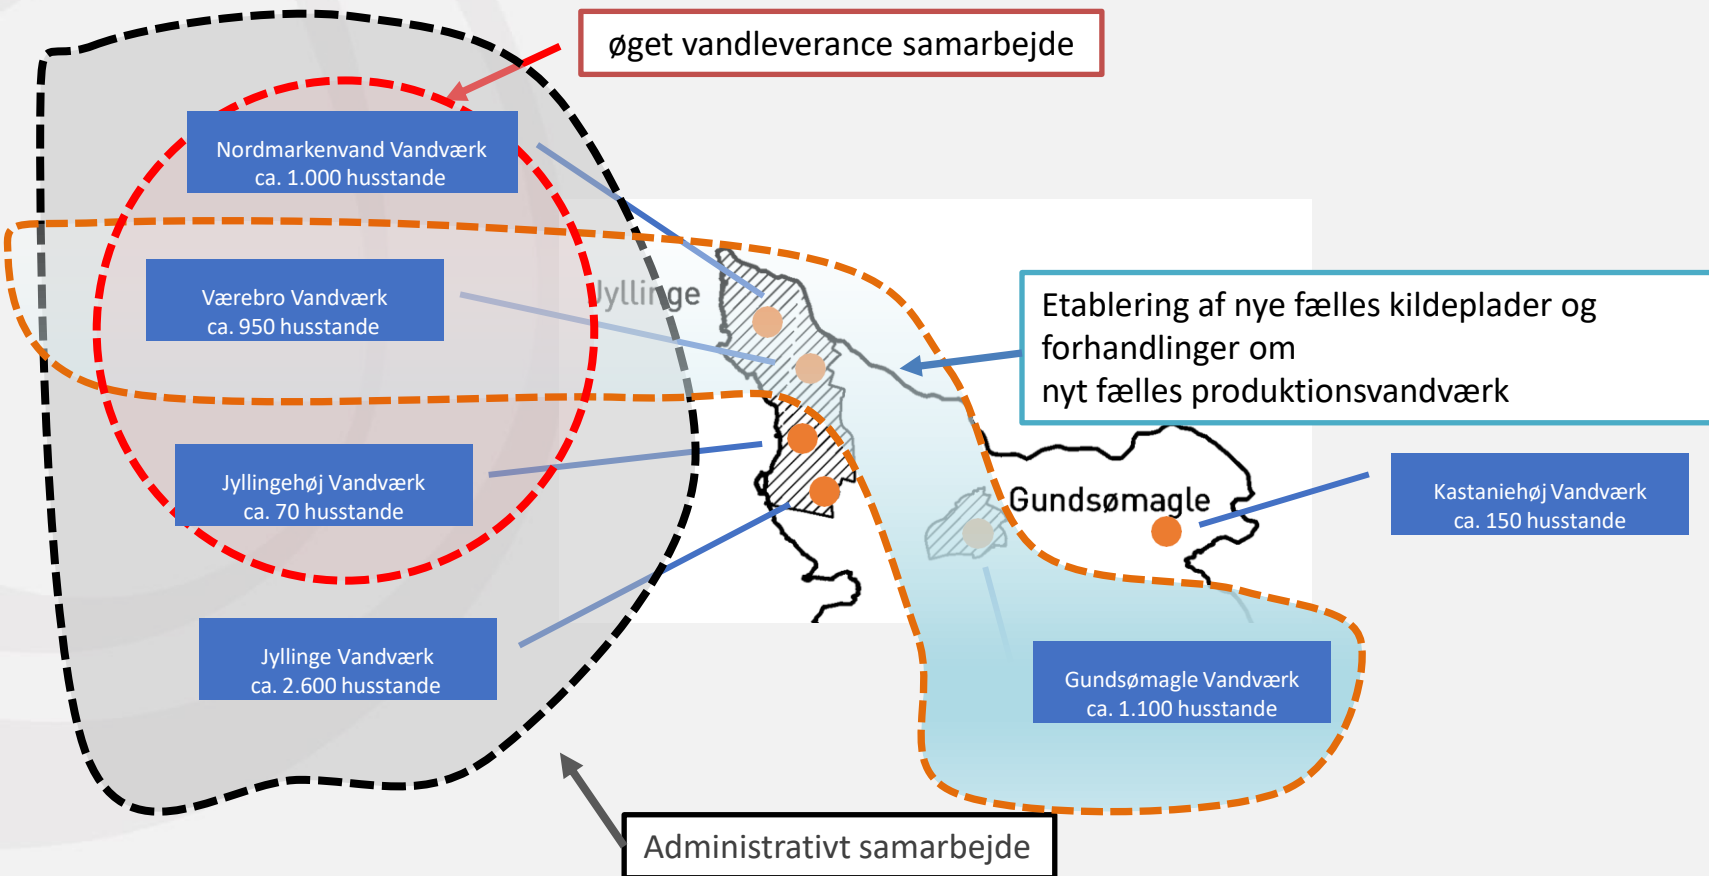 øget vandleverance samarbejde
Nordmarkenvand Vandværk
ca. 1.000 husstande
Værebro Vandværk
ca. 950 husstande
Jyllinge
Etablering af nye fælles kildeplader og
forhandlinger om
nyt fælles produktionsvandværk
Jyllingehøj Vandværk
ca. 70 husstande
Gundsømagle
Kastaniehøj Vandværk
ca. 150 husstande
Jyllinge Vandværk
ca. 2.600 husstande
Gundsømagle Vandværk
ca. 1.100 husstande
Administrativt samarbejde